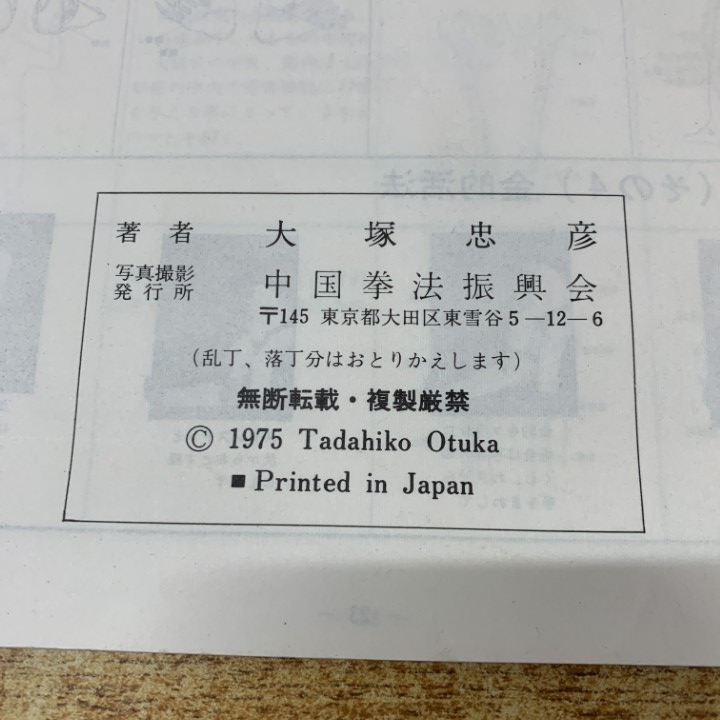 著者 大塚忠彦
写真撮影
発行所 中国拳法振興会
〒145 東京都大田区東雪谷5―12―6
(乱丁、落丁分はおとりかえします)
無断転載・複製厳禁
© 1975 Tadahiko Otuka
■ Printed in Japan